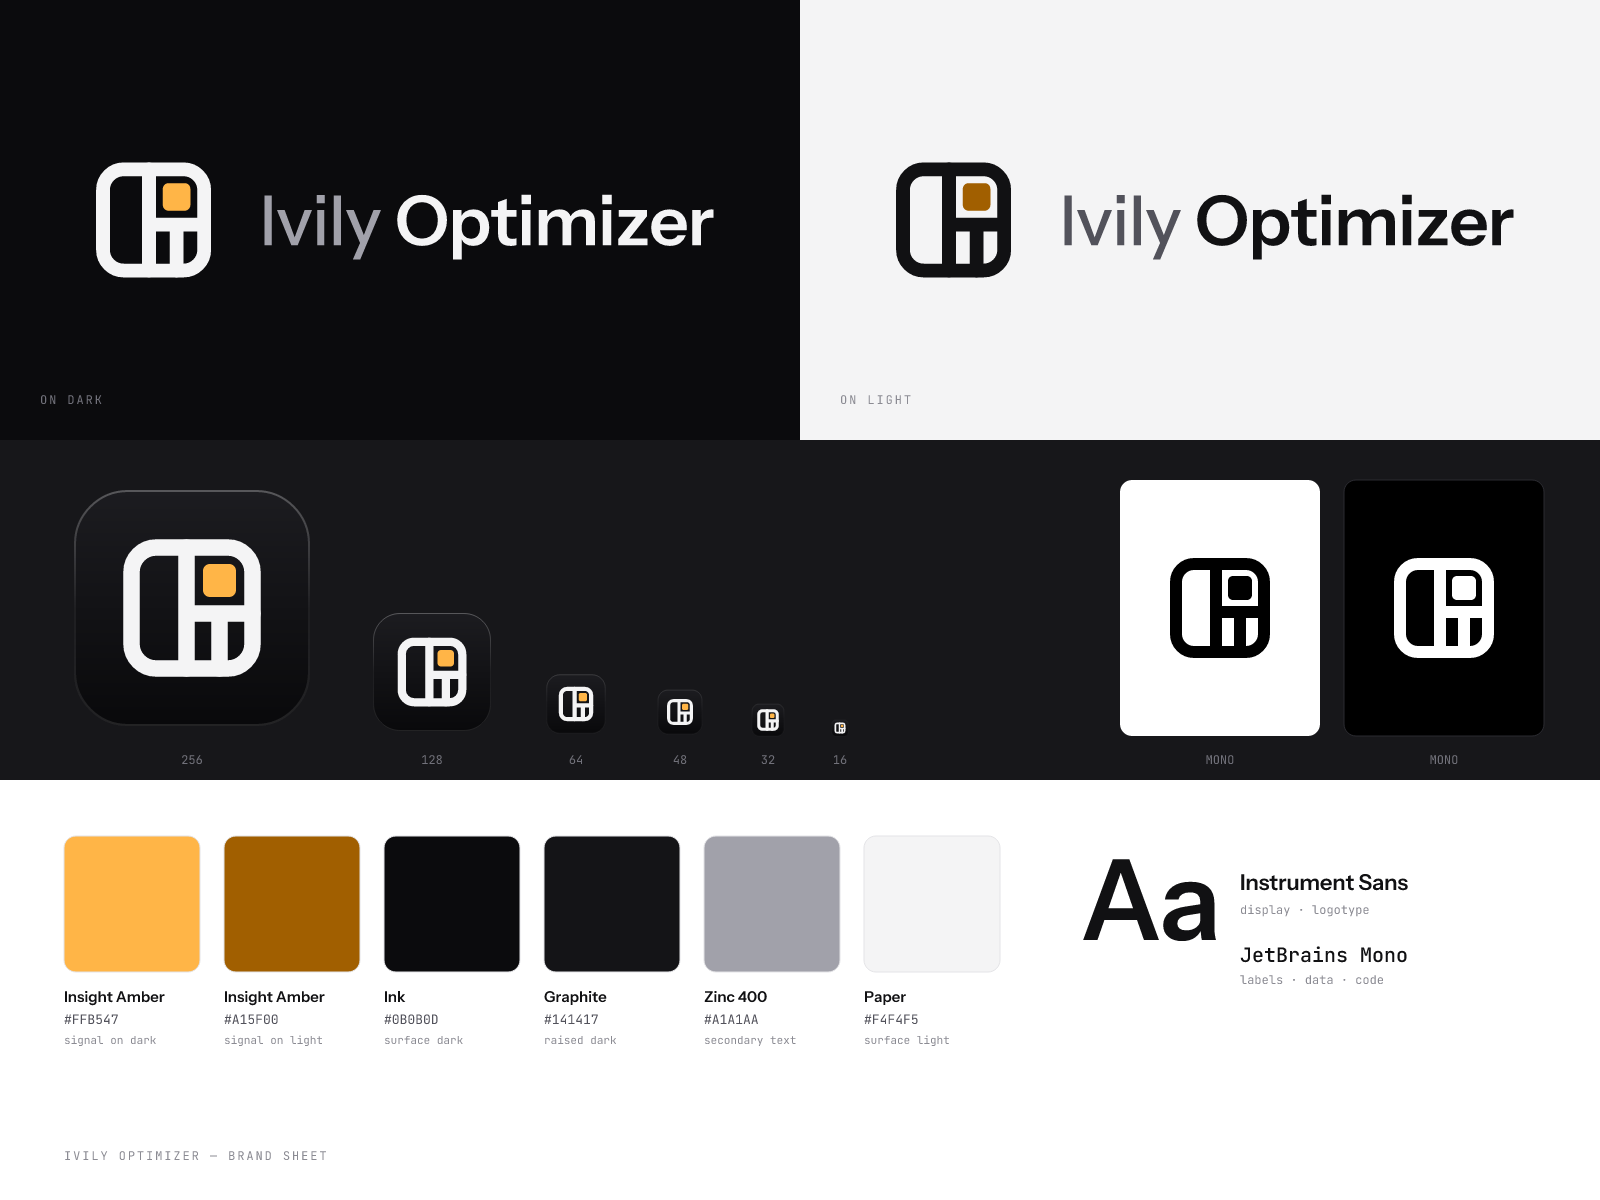 Ivily Optimizer
ON DARK
Ivily Optimizer
ON LIGHT
256
128
64
48
32
16
MONO
MONO
Insight Amber
#FFB547
signal on dark
Insight Amber
#A15F00
signal on light
Ink
#0B0B0D
surface dark
Graphite
#141417
raised dark
Zinc 400
#A1A1AA
secondary text
Paper
#F4F4F5
surface light
Aa
Instrument Sans
display · logotype
JetBrains Mono
labels · data · code
IVILY OPTIMIZER — BRAND SHEET